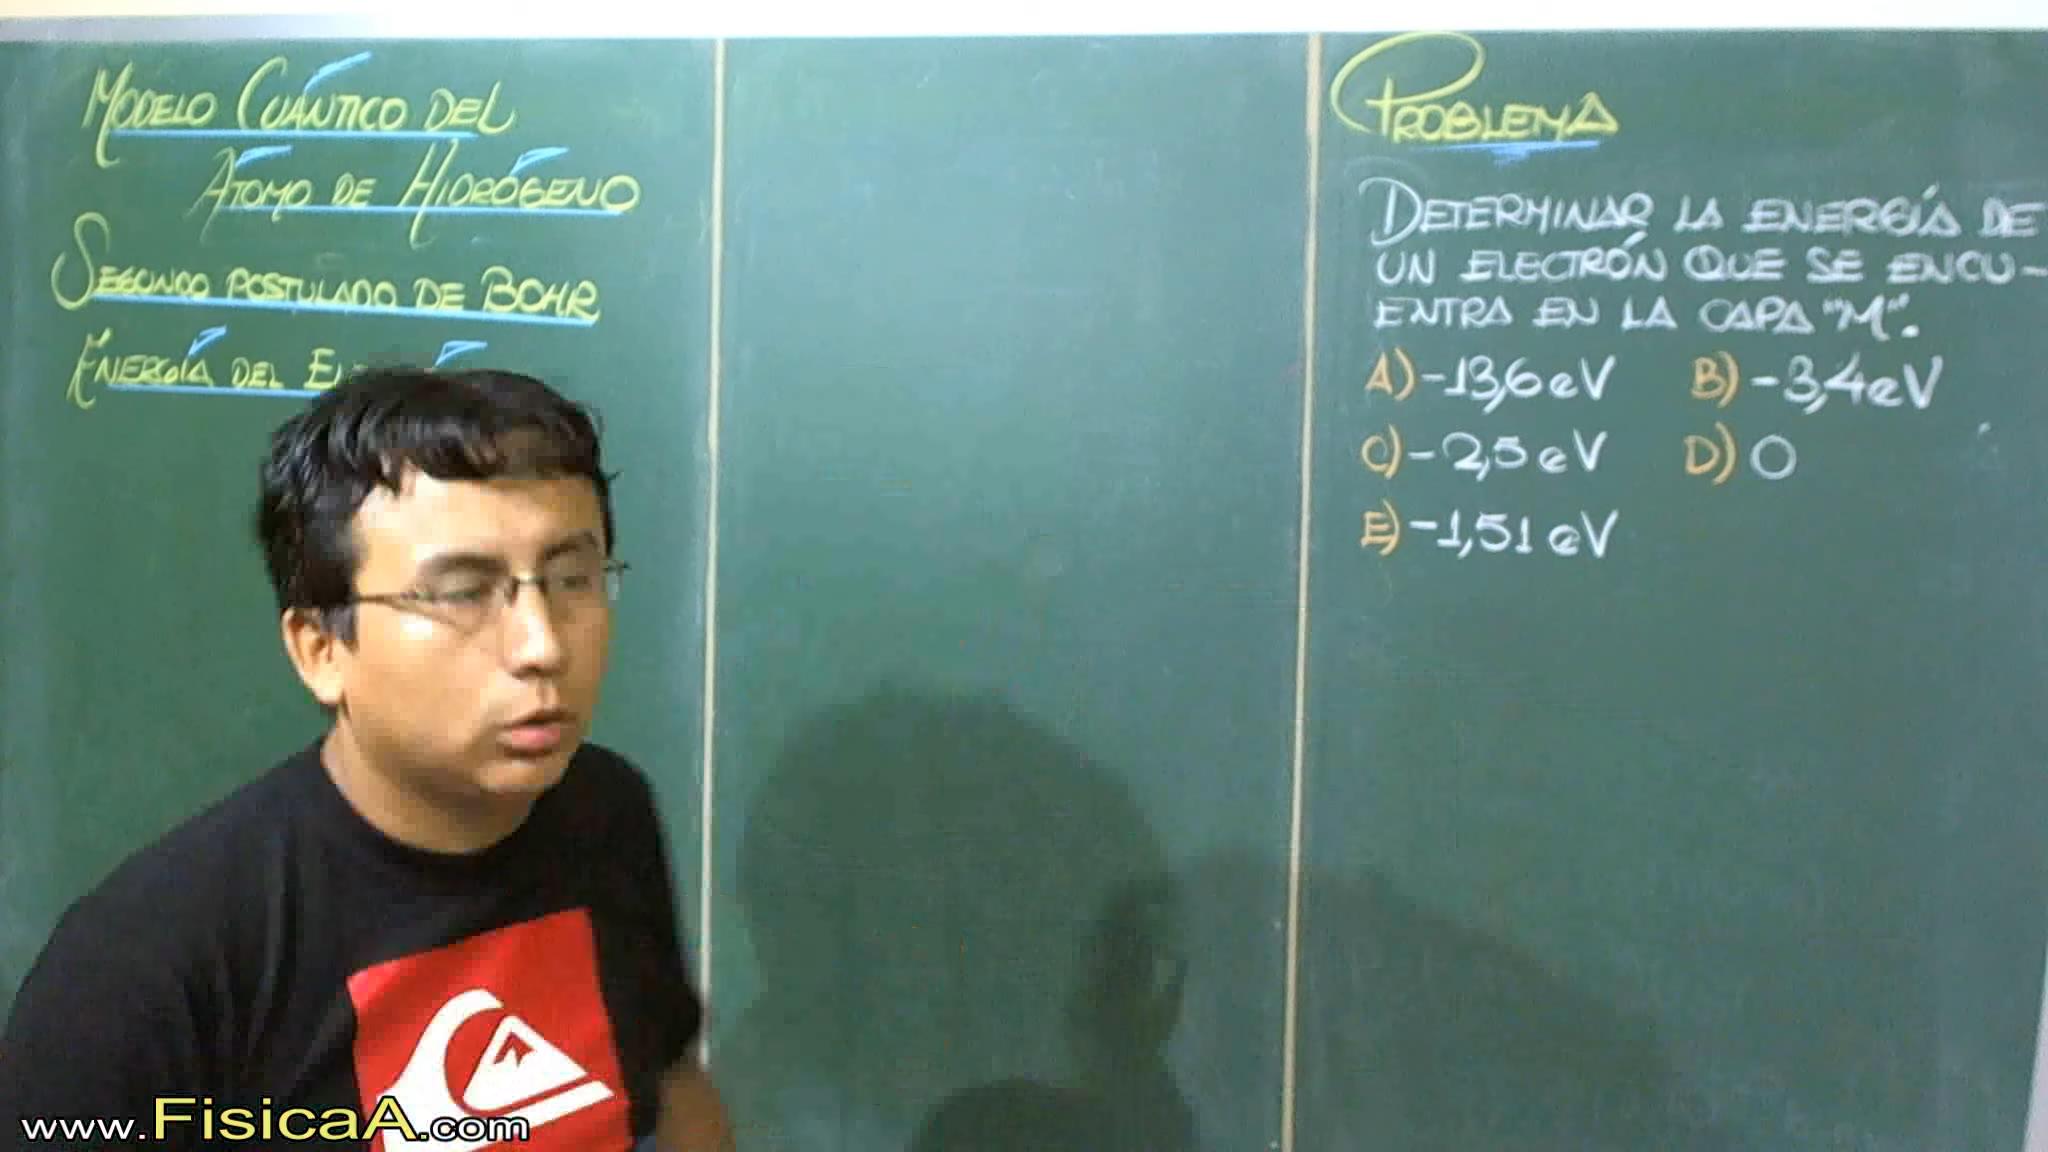 MODELO CUÁNTICO DEL
ÁTOMO DE HIDRÓGENO
SEGUNDO POSTULADO DE BOHR
ENERGÍA DEL
PROBLEMA
DETERMINAR LA ENERGÍA DE
UN ELECTRÓN QUE SE ENCU-
ENTRA EN LA CAPA "M".
A) -13,6 eV B) -3,4 eV
C) -2,5 eV D) 0
E) -1,51 eV
www.FisicaA.com